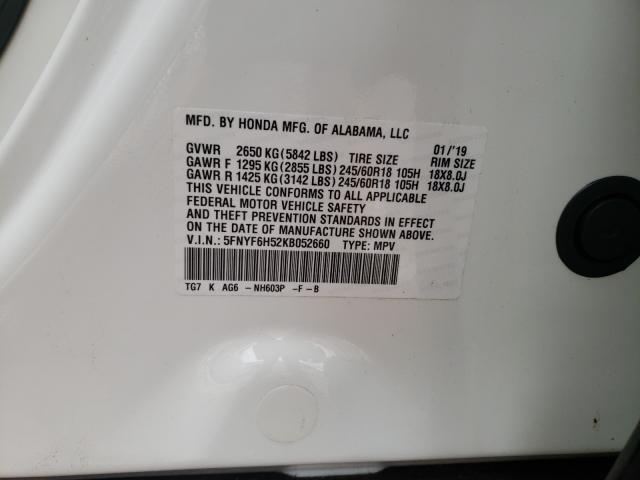 MFD. BY HONDA MFG. OF ALABAMA, LLC
GVWR 2650 KG(5842 LBS) TIRE SIZE 01/'19 RIM SIZE
GAWR F 1295 KG(2855 LBS)245/60R18 105H 18X8.0J
GAWR R 1425 KG(3142 LBS)245/60R18 105H 18X8.0J
THIS VEHICLE CONFORMS TO ALL APPLICABLE
FEDERAL MOTOR VEHICLE SAFETY
AND THEFT PREVENTION STANDARDS IN EFFECT
ON THE DATE OF MANUFACTURE SHOWN ABOVE.
V.I.N.: 5FNYF6H52KB052660 TYPE: MPV
TG7 K AG6 -NH603P -F-B